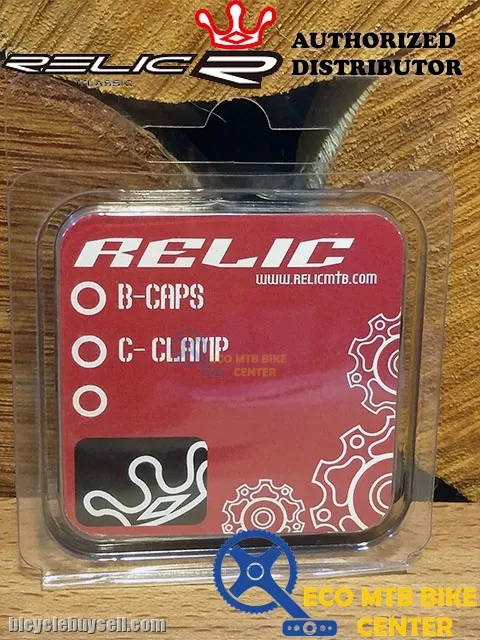 RELIC R
CLASSIC
AUTHORIZED
DISTRIBUTOR
RELIC
WWW.RELICMTB.COM
B-CAPS
C-CLAMP
ECO MTB BIKE
CENTER
ECO MTB BIKE
CENTER
bicyclebuysell.com